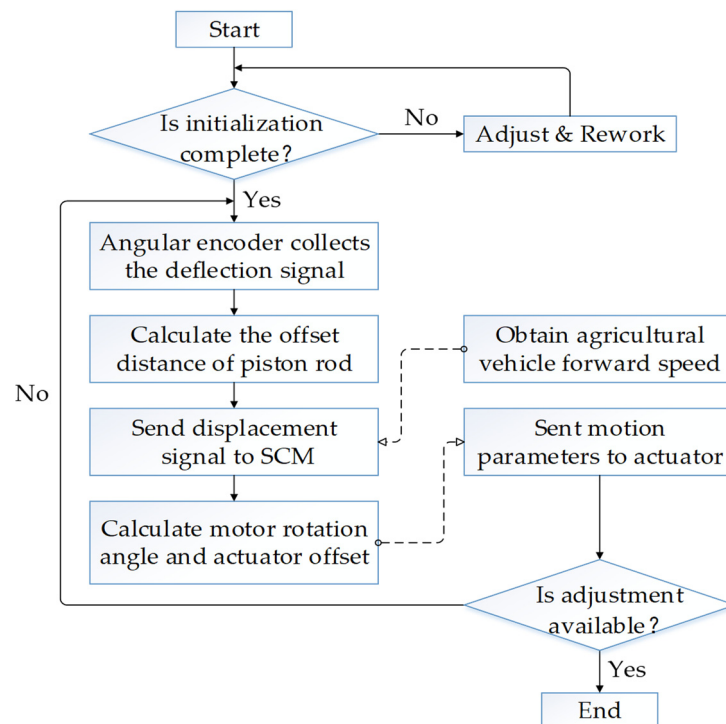 Start
Is initialization
complete?
No
Adjust & Rework
Yes
Angular encoder collects
the deflection signal
Calculate the offset
distance of piston rod
Obtain agricultural
vehicle forward speed
No
Send displacement
signal to SCM
Sent motion
parameters to actuator
Calculate motor rotation
angle and actuator offset
Is adjustment
available?
Yes
End